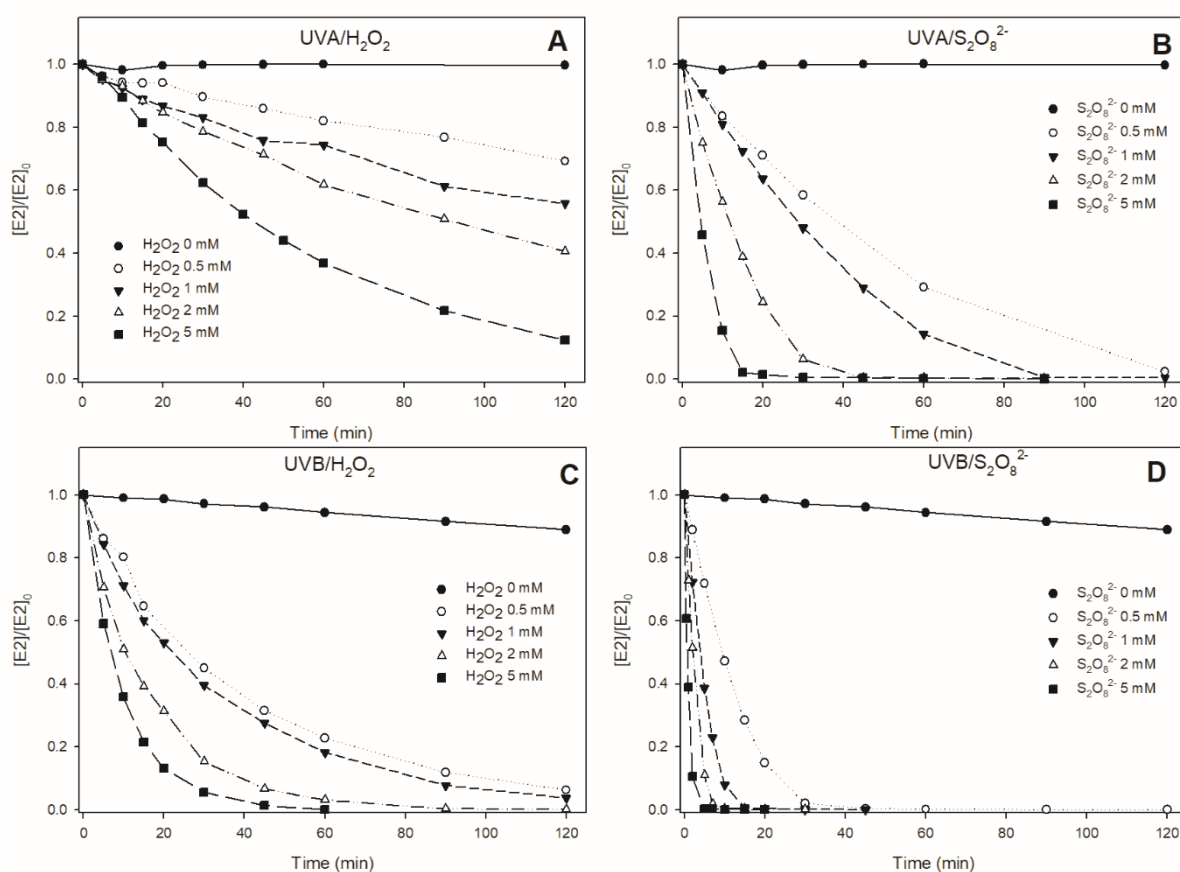 UVA/H₂O₂
A
[E2]/[E2]₀
1.0
0.8
0.6
0.4
0.2
0.0
H₂O₂ 0 mM
H₂O₂ 0.5 mM
H₂O₂ 1 mM
H₂O₂ 2 mM
H₂O₂ 5 mM
0 20 40 60 80 100 120
Time (min)
UVA/S₂O₈²⁻
B
[E2]/[E2]₀
1.0
0.8
0.6
0.4
0.2
0.0
S₂O₈²⁻ 0 mM
S₂O₈²⁻ 0.5 mM
S₂O₈²⁻ 1 mM
S₂O₈²⁻ 2 mM
S₂O₈²⁻ 5 mM
0 20 40 60 80 100 120
Time (min)
UVB/H₂O₂
C
[E2]/[E2]₀
1.0
0.8
0.6
0.4
0.2
0.0
H₂O₂ 0 mM
H₂O₂ 0.5 mM
H₂O₂ 1 mM
H₂O₂ 2 mM
H₂O₂ 5 mM
0 20 40 60 80 100 120
Time (min)
UVB/S₂O₈²⁻
D
[E2]/[E2]₀
1.0
0.8
0.6
0.4
0.2
0.0
S₂O₈²⁻ 0 mM
S₂O₈²⁻ 0.5 mM
S₂O₈²⁻ 1 mM
S₂O₈²⁻ 2 mM
S₂O₈²⁻ 5 mM
0 20 40 60 80 100 120
Time (min)